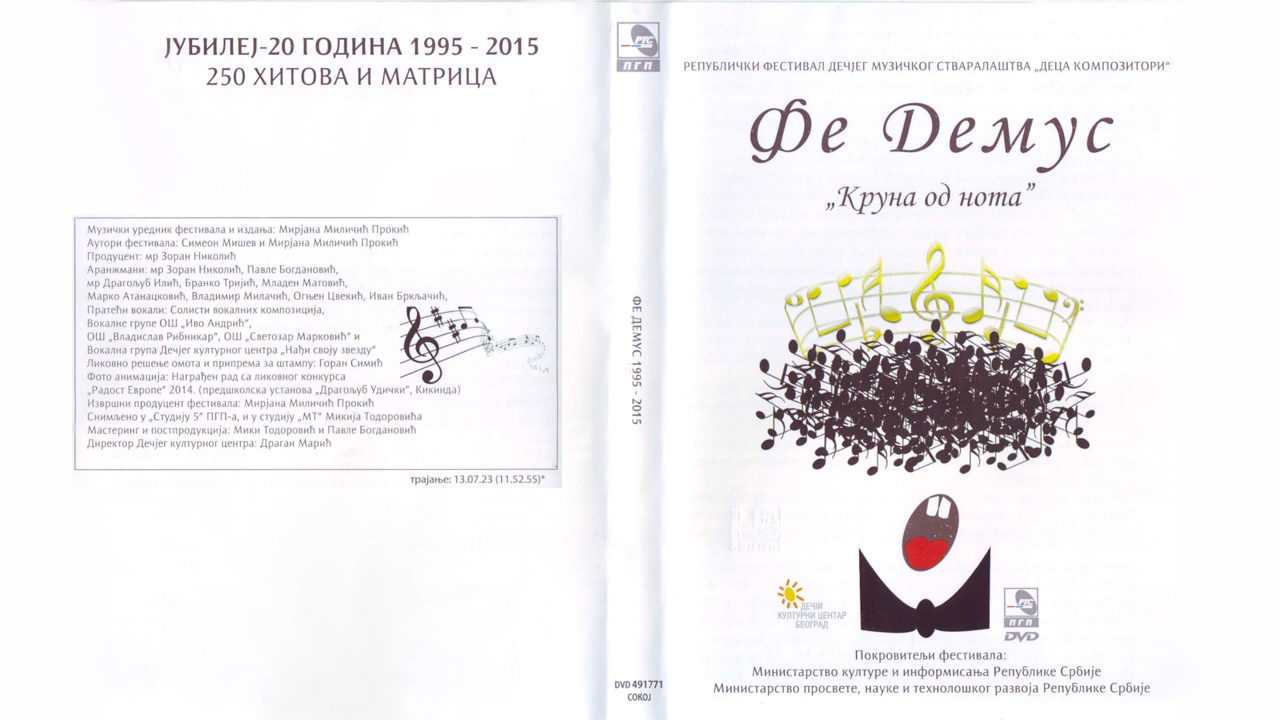 ЈУБИЛЕЈ-20 ГОДИНА 1995 - 2015
250 ХИТОВА И МАТРИЦА
Музички уредник фестивала и издања: Мирјана Миличић Прокић
Аутори фестивала: Симеон Мишев и Мирјана Миличић Прокић
Продуцент: мр Зоран Николић
Аранжмани: мр Зоран Николић, Павле Богдановић,
мр Драгољуб Илић, Бранко Тријић, Младен Матовић,
Марко Атанацковић, Владимир Милачић, Огњен Цвекић, Иван Бркљачић,
Пратећи вокали: Солисти вокалних композиција,
Вокалне групе ОШ „Иво Андрић“,
ОШ „Владислав Рибникар“, ОШ „Светозар Марковић“ и
Вокална група Дечјег културног центра „Нађи своју звезду“
Ликовно решење омота и припрема за штампу: Горан Симић
Фото анимација: Награђен рад са ликовног конкурса
„Радост Европе“ 2014. (предшколска установа „Драгољуб Удички“, Кикинда)
Извршни продуцент фестивала: Мирјана Миличић Прокић
Снимљено у „Студију 5“ ПГП-а, и у студију „МТ“ Микија Тодоровића
Мастеринг и постпродукција: Мики Тодоровић и Павле Богдановић
Директор Дечјег културног центра: Драган Марић
трајање: 13.07.23 (11.52.55)*
РТС
ПГП
ФЕ ДЕМУС 1995 - 2015
DVD 491771
СОКОЈ
РЕПУБЛИЧКИ ФЕСТИВАЛ ДЕЧЈЕГ МУЗИЧКОГ СТВАРАЛАШТВА „ДЕЦА КОМПОЗИТОРИ“
Фе Демус
„Круна од нота”
ДЕЧЈИ
КУЛТУРНИ ЦЕНТАР
БЕОГРАД
РТС
ПГП
DVD
Покровитељи фестивала:
Министарство културе и информисања Републике Србије
Министарство просвете, науке и технолошког развоја Републике Србије